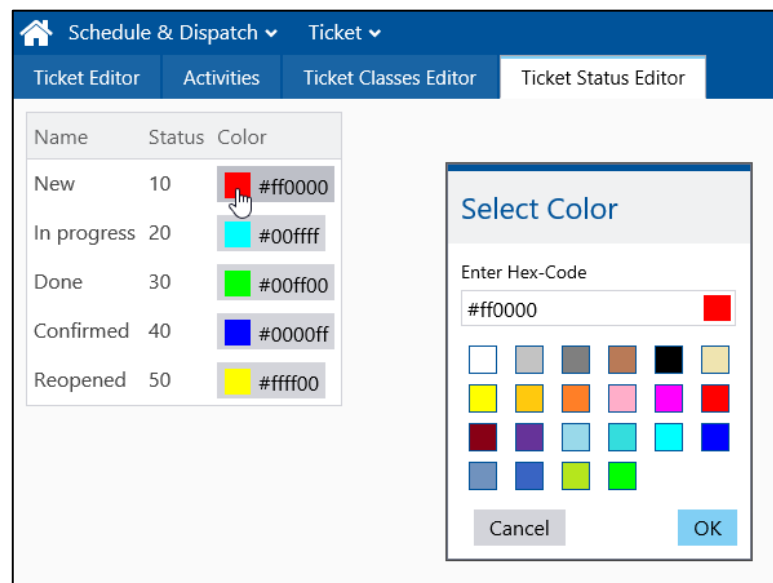 Schedule & Dispatch Ticket
Ticket Editor Activities Ticket Classes Editor Ticket Status Editor
Name Status Color
New 10 #ff0000
In progress 20 #00ffff
Done 30 #00ff00
Confirmed 40 #0000ff
Reopened 50 #ffff00
Select Color
Enter Hex-Code
#ff0000
Cancel OK